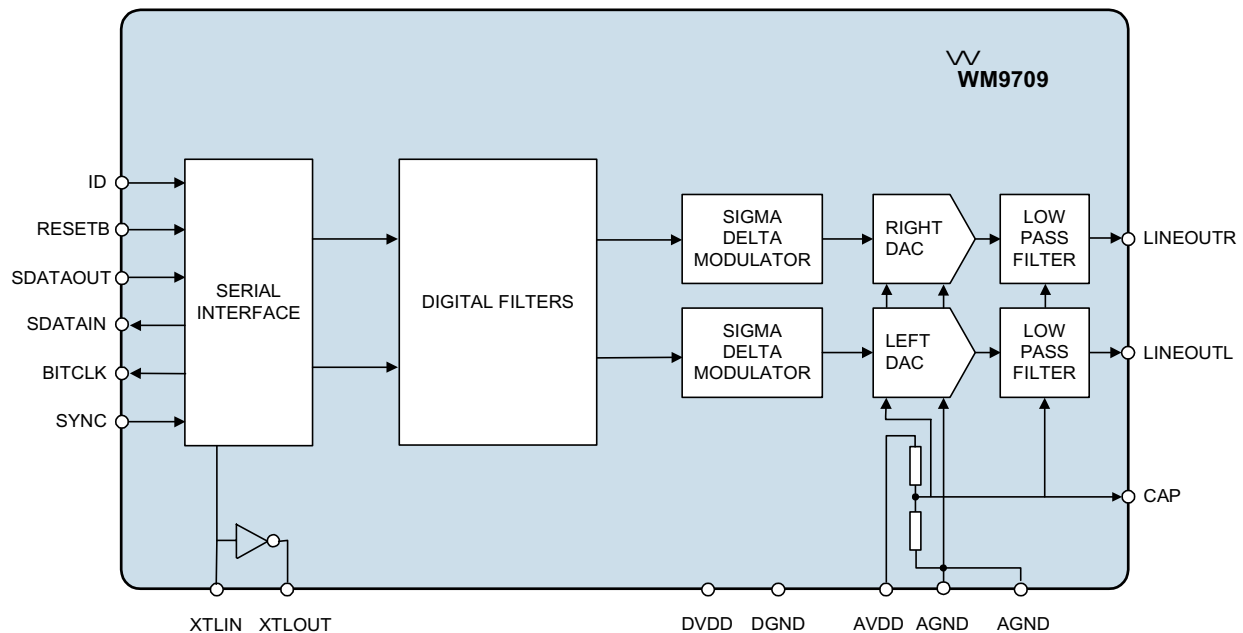 WM9709
ID
RESETB
SDATAOUT
SDATAIN
BITCLK
SYNC
SERIAL
INTERFACE
DIGITAL FILTERS
SIGMA
DELTA
MODULATOR
RIGHT
DAC
LOW
PASS
FILTER
LINEOUTR
SIGMA
DELTA
MODULATOR
LEFT
DAC
LOW
PASS
FILTER
LINEOUTL
CAP
XTLIN
XTLOUT
DVDD
DGND
AVDD
AGND
AGND